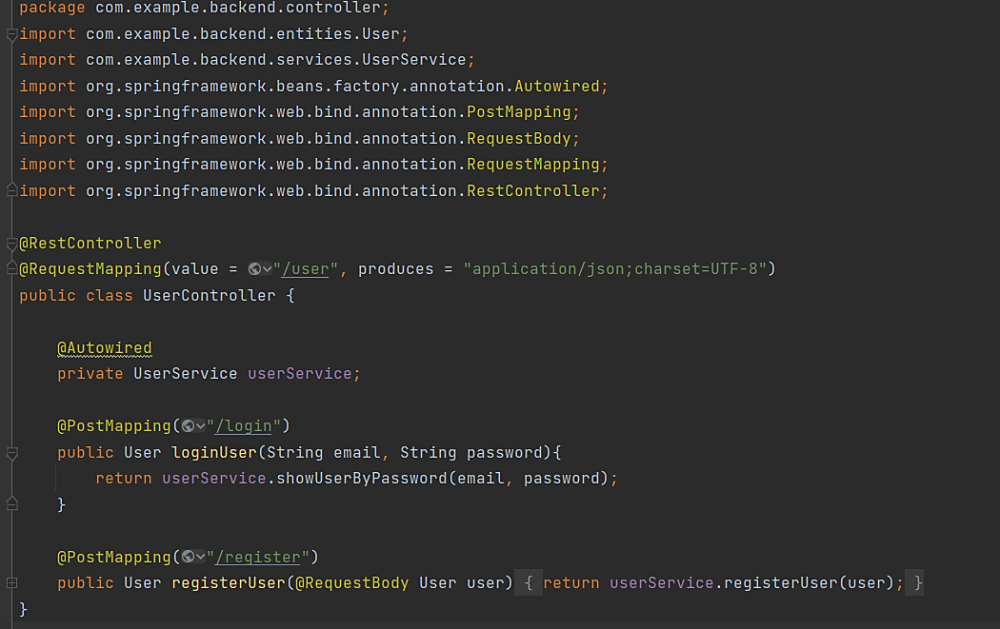 package com.example.backend.controller;
import com.example.backend.entities.User;
import com.example.backend.services.UserService;
import org.springframework.beans.factory.annotation.Autowired;
import org.springframework.web.bind.annotation.PostMapping;
import org.springframework.web.bind.annotation.RequestBody;
import org.springframework.web.bind.annotation.RequestMapping;
import org.springframework.web.bind.annotation.RestController;
@RestController
@RequestMapping(value = "/user", produces = "application/json;charset=UTF-8")
public class UserController {
@Autowired
private UserService userService;
@PostMapping("/login")
public User loginUser(String email, String password){
return userService.showUserByPassword(email, password);
}
@PostMapping("/register")
public User registerUser(@RequestBody User user) { return userService.registerUser(user); }
}